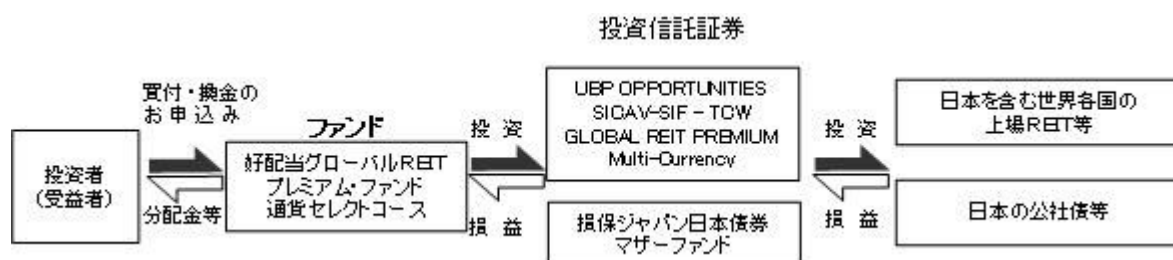 投資信託証券
買付・換金の
お申込み
ファンド
投資
投資
投資者
(受益者)
好配当グローバルREIT
プレミアム・ファンド
通貨セレクトコース
UBP OPPORTUNITIES
SICAV-SIF - TCW
GLOBAL REIT PREMIUM
Multi-Currency
日本を含む世界各国の
上場REIT等
分配金等
損益
損益
損保ジャパン日本債券
マザーファンド
日本の公社債等